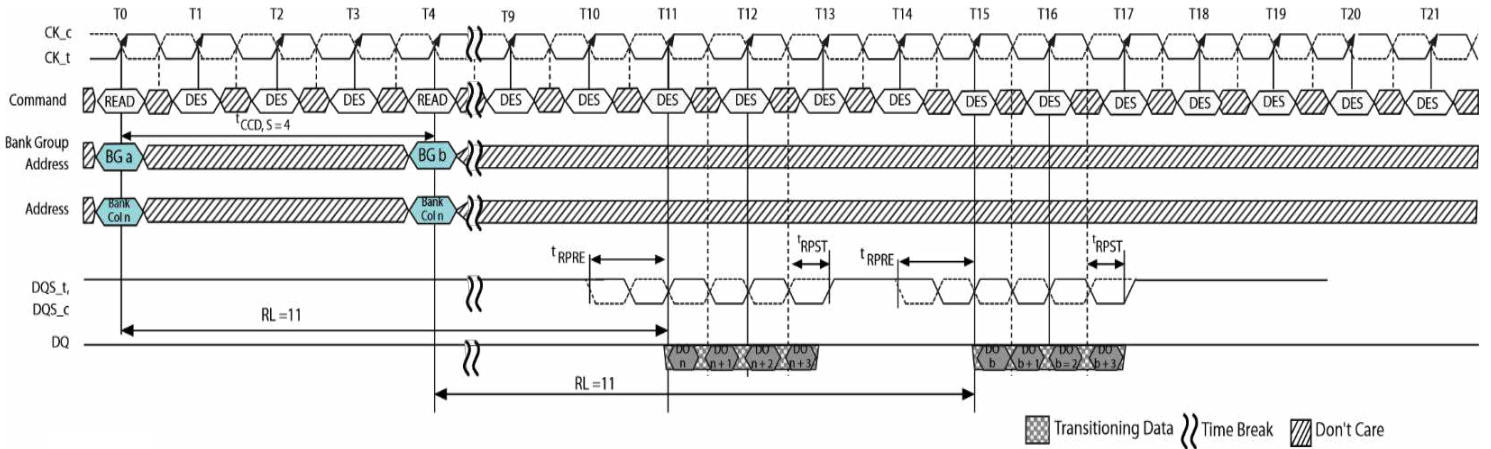 T0 T1 T2 T3 T4 T9 T10 T11 T12 T13 T14 T15 T16 T17 T18 T19 T20 T21
CK_c
CK_t
Command READ DES DES DES READ DES DES DES DES DES DES DES DES DES DES DES DES DES
tCCD, S = 4
Bank Group
Address
BG a BG b
Address
Bank
Col n
Bank
Col n
tRPRE tRPST tRPRE tRPST
DQS_t,
DQS_c
RL =11
DQ
DO
n
DO
n + 1
DO
n + 2
DO
n + 3
DO
b
DO
b + 1
DO
b = 2
DO
b + 3
RL =11
Transitioning Data Time Break Don't Care